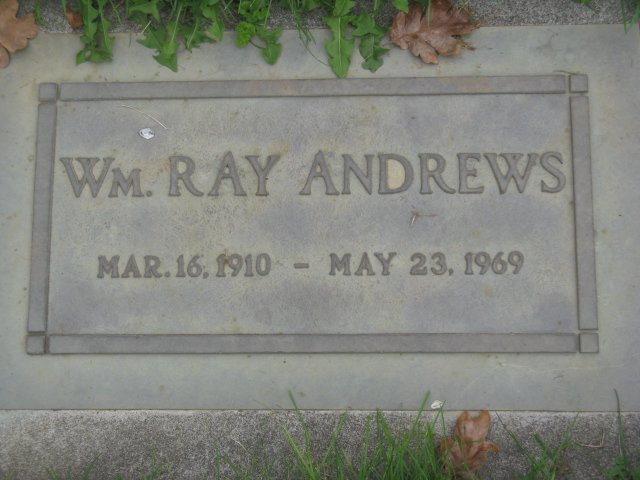 Wm. RAY ANDREWS
MAR. 16, 1910 - MAY 23, 1969